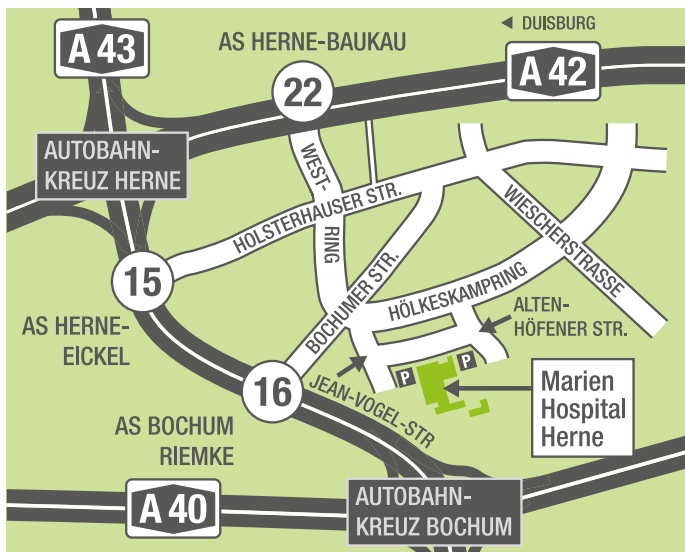 A 43
AS HERNE-BAUKAU
◄ DUISBURG
A 42
22
AUTOBAHN-
KREUZ HERNE
WEST-
RING
HOLSTERHAUSER STR.
WIESCHERSTRASSE
15
BOCHUMER STR.
HÖLKESKAMPRING
AS HERNE-
EICKEL
ALTEN-
HÖFENER STR.
16
JEAN-VOGEL-STR
P
P
Marien
Hospital
Herne
AS BOCHUM
RIEMKE
A 40
AUTOBAHN-
KREUZ BOCHUM